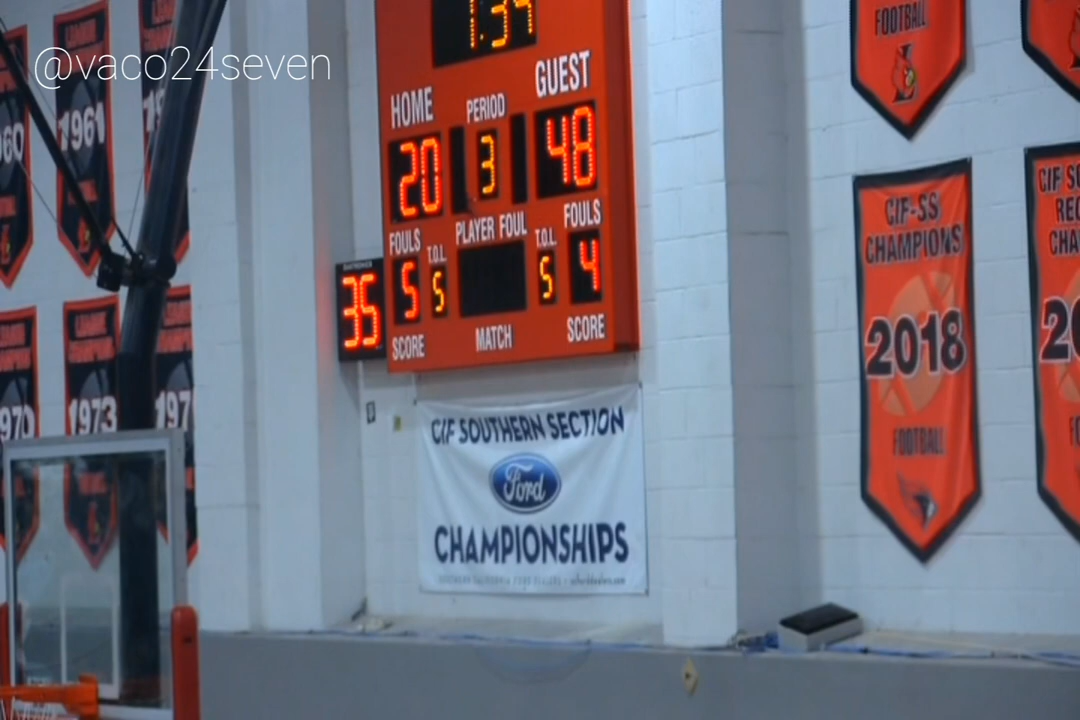 @vaco24seven
1:39
HOME
PERIOD
GUEST
20
3
48
FOULS
T.O.L.
PLAYER FOUL
T.O.L.
FOULS
35
5
5
5
4
SCORE
MATCH
SCORE
CIF SOUTHERN SECTION
Ford
CHAMPIONSHIPS
1961
1973
FOOTBALL
CIF-SS
CHAMPIONS
2018
FOOTBALL